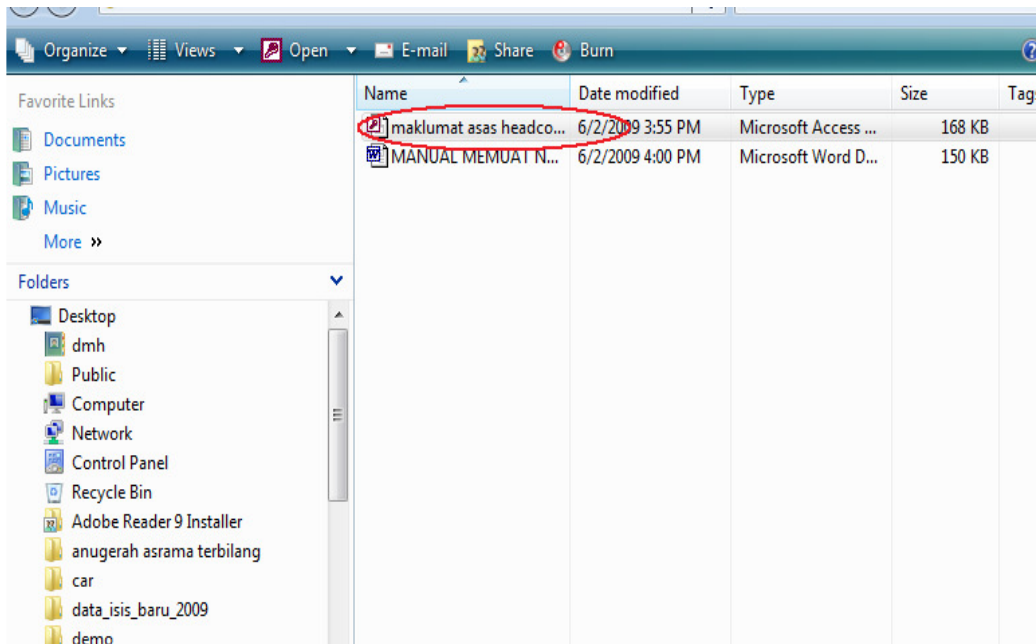 Organize Views Open E-mail Share Burn
Favorite Links
Documents
Pictures
Music
More »
Folders
Desktop
dmh
Public
Computer
Network
Control Panel
Recycle Bin
Adobe Reader 9 Installer
anugerah asrama terbilang
car
data_isis_baru_2009
demo
Name Date modified Type Size Tags
maklumat asas headco... 6/2/2009 3:55 PM Microsoft Access ... 168 KB
MANUAL MEMUAT N... 6/2/2009 4:00 PM Microsoft Word D... 150 KB